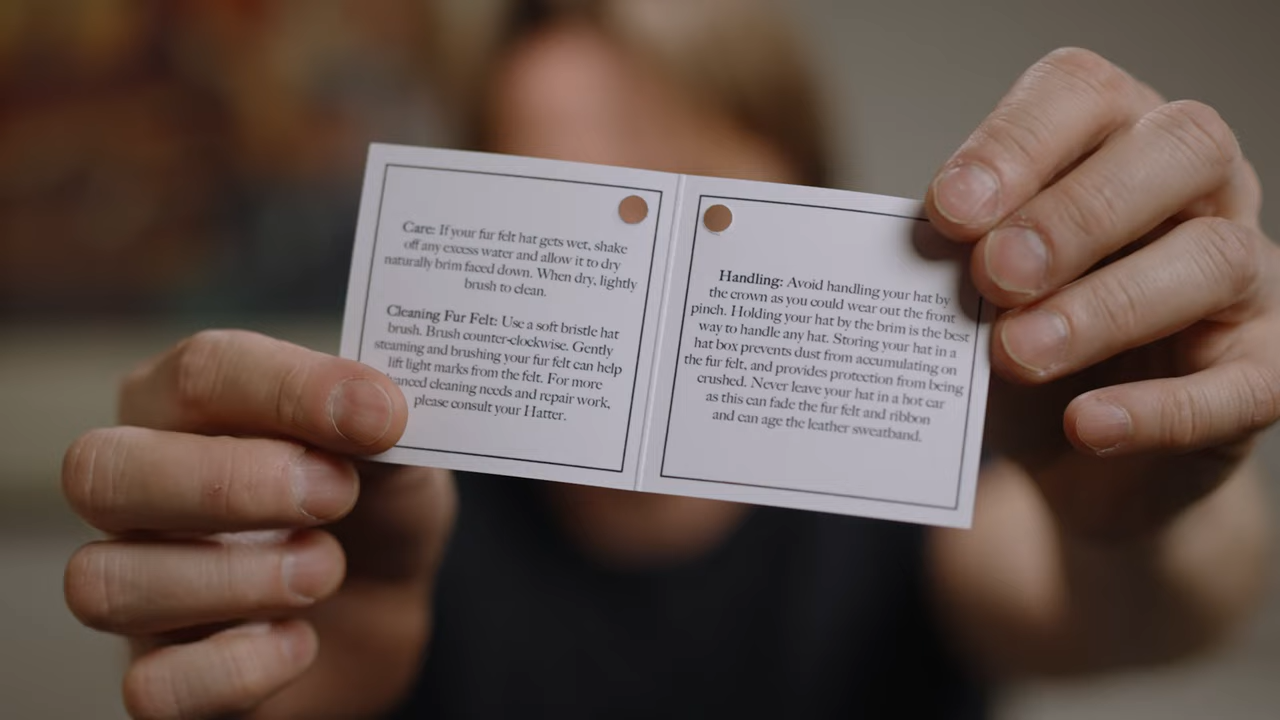 Care: If your fur felt hat gets wet, shake
off any excess water and allow it to dry
naturally brim faced down. When dry, lightly
brush to clean.
Cleaning Fur Felt: Use a soft bristle hat
brush. Brush counter-clockwise. Gently
steaming and brushing your fur felt can help
lift light marks from the felt. For more
cleaning needs and repair work,
please consult your Hatter.
Handling: Avoid handling your hat by
the crown as you could wear out the front
pinch. Holding your hat by the brim is the best
way to handle any hat. Storing your hat in a
hat box prevents dust from accumulating on
the fur felt, and provides protection from being
crushed. Never leave your hat in a hot car
as this can fade the fur felt and ribbon
and can age the leather sweatband.